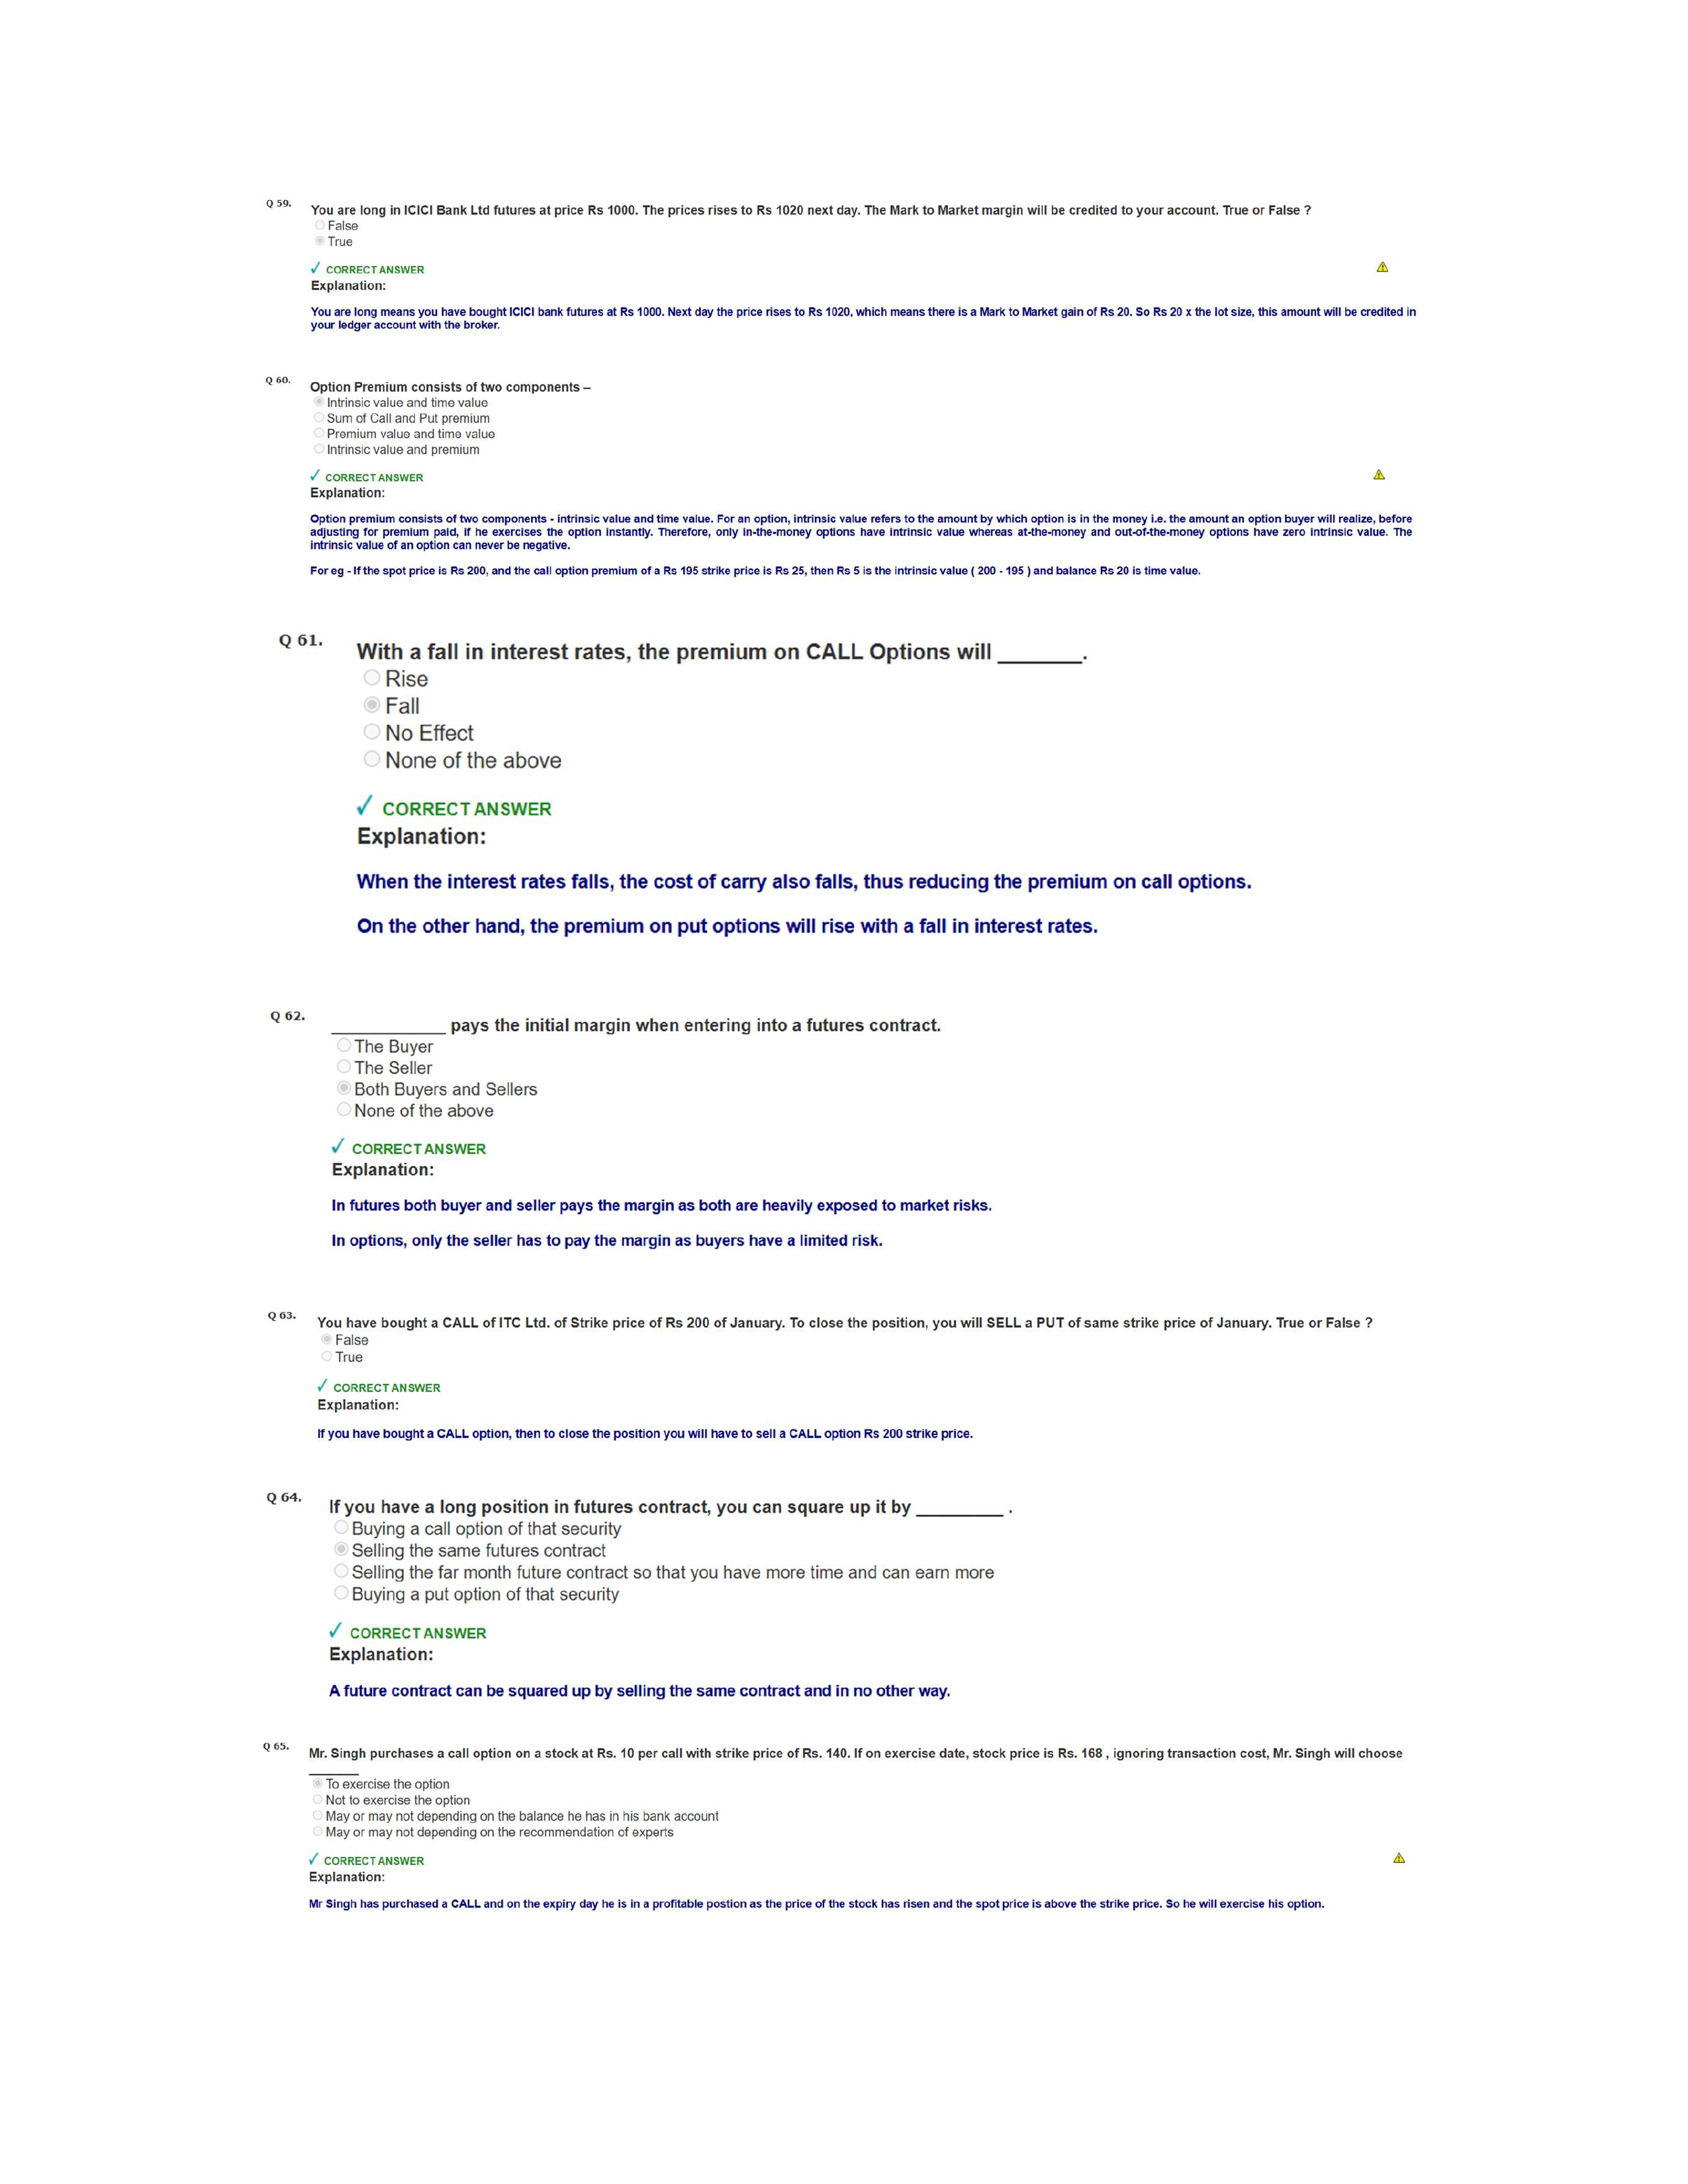 Q 59.
You are long in ICICI Bank Ltd futures at price Rs 1000. The prices rises to Rs 1020 next day. The Mark to Market margin will be credited to your account. True or False ?
False
True
✓ CORRECT ANSWER
Explanation:
You are long means you have bought ICICI bank futures at Rs 1000. Next day the price rises to Rs 1020, which means there is a Mark to Market gain of Rs 20. So Rs 20 x the lot size, this amount will be credited in
your ledger account with the broker.
Q 60.
Option Premium consists of two components –
Intrinsic value and time value
Sum of Call and Put premium
Premium value and time value
Intrinsic value and premium
✓ CORRECT ANSWER
Explanation:
Option premium consists of two components - intrinsic value and time value. For an option, intrinsic value refers to the amount by which option is in the money i.e. the amount an option buyer will realize, before
adjusting for premium paid, if he exercises the option instantly. Therefore, only in-the-money options have intrinsic value whereas at-the-money and out-of-the-money options have zero intrinsic value. The
intrinsic value of an option can never be negative.
For eg - If the spot price is Rs 200, and the call option premium of a Rs 195 strike price is Rs 25, then Rs 5 is the intrinsic value ( 200 - 195 ) and balance Rs 20 is time value.
Q 61.
With a fall in interest rates, the premium on CALL Options will _______.
Rise
Fall
No Effect
None of the above
✓ CORRECT ANSWER
Explanation:
When the interest rates falls, the cost of carry also falls, thus reducing the premium on call options.
On the other hand, the premium on put options will rise with a fall in interest rates.
Q 62.
____________ pays the initial margin when entering into a futures contract.
The Buyer
The Seller
Both Buyers and Sellers
None of the above
✓ CORRECT ANSWER
Explanation:
In futures both buyer and seller pays the margin as both are heavily exposed to market risks.
In options, only the seller has to pay the margin as buyers have a limited risk.
Q 63.
You have bought a CALL of ITC Ltd. of Strike price of Rs 200 of January. To close the position, you will SELL a PUT of same strike price of January. True or False ?
False
True
✓ CORRECT ANSWER
Explanation:
If you have bought a CALL option, then to close the position you will have to sell a CALL option Rs 200 strike price.
Q 64.
If you have a long position in futures contract, you can square up it by _________ .
Buying a call option of that security
Selling the same futures contract
Selling the far month future contract so that you have more time and can earn more
Buying a put option of that security
✓ CORRECT ANSWER
Explanation:
A future contract can be squared up by selling the same contract and in no other way.
Q 65.
Mr. Singh purchases a call option on a stock at Rs. 10 per call with strike price of Rs. 140. If on exercise date, stock price is Rs. 168 , ignoring transaction cost, Mr. Singh will choose
_______
To exercise the option
Not to exercise the option
May or may not depending on the balance he has in his bank account
May or may not depending on the recommendation of experts
✓ CORRECT ANSWER
Explanation:
Mr Singh has purchased a CALL and on the expiry day he is in a profitable postion as the price of the stock has risen and the spot price is above the strike price. So he will exercise his option.